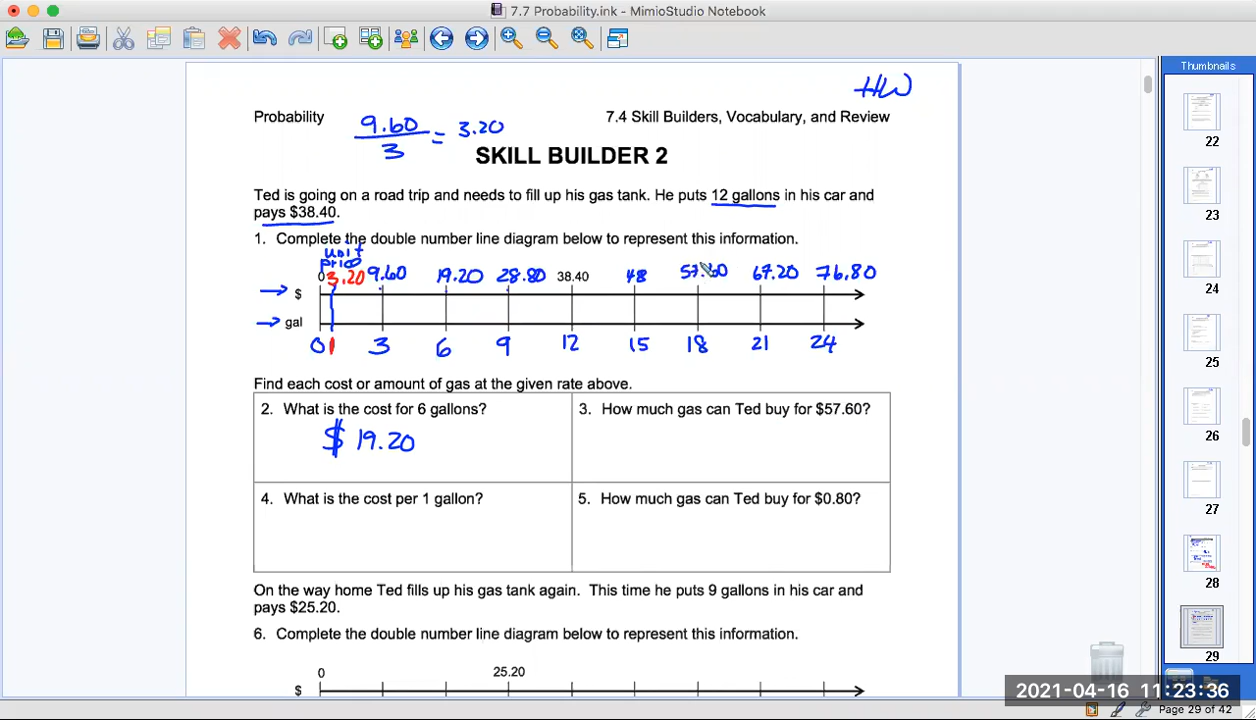 7.7 Probability.ink - MimioStudio Notebook
Thumbnails
HW
Probability
9.60
3
= 3.20
7.4 Skill Builders, Vocabulary, and Review
SKILL BUILDER 2
Ted is going on a road trip and needs to fill up his gas tank. He puts 12 gallons in his car and
pays $38.40.
1. Complete the double number line diagram below to represent this information.
unit
price
0 3.20 9.60 19.20 28.80 38.40 48 57.60 67.20 76.80
$
gal
0 1 3 6 9 12 15 18 21 24
Find each cost or amount of gas at the given rate above.
2. What is the cost for 6 gallons?
$ 19.20
3. How much gas can Ted buy for $57.60?
4. What is the cost per 1 gallon?
5. How much gas can Ted buy for $0.80?
On the way home Ted fills up his gas tank again. This time he puts 9 gallons in his car and
pays $25.20.
6. Complete the double number line diagram below to represent this information.
0 25.20
$
22
23
24
25
26
27
28
29
2021-04-16 11:23:36
Page 29 of 42